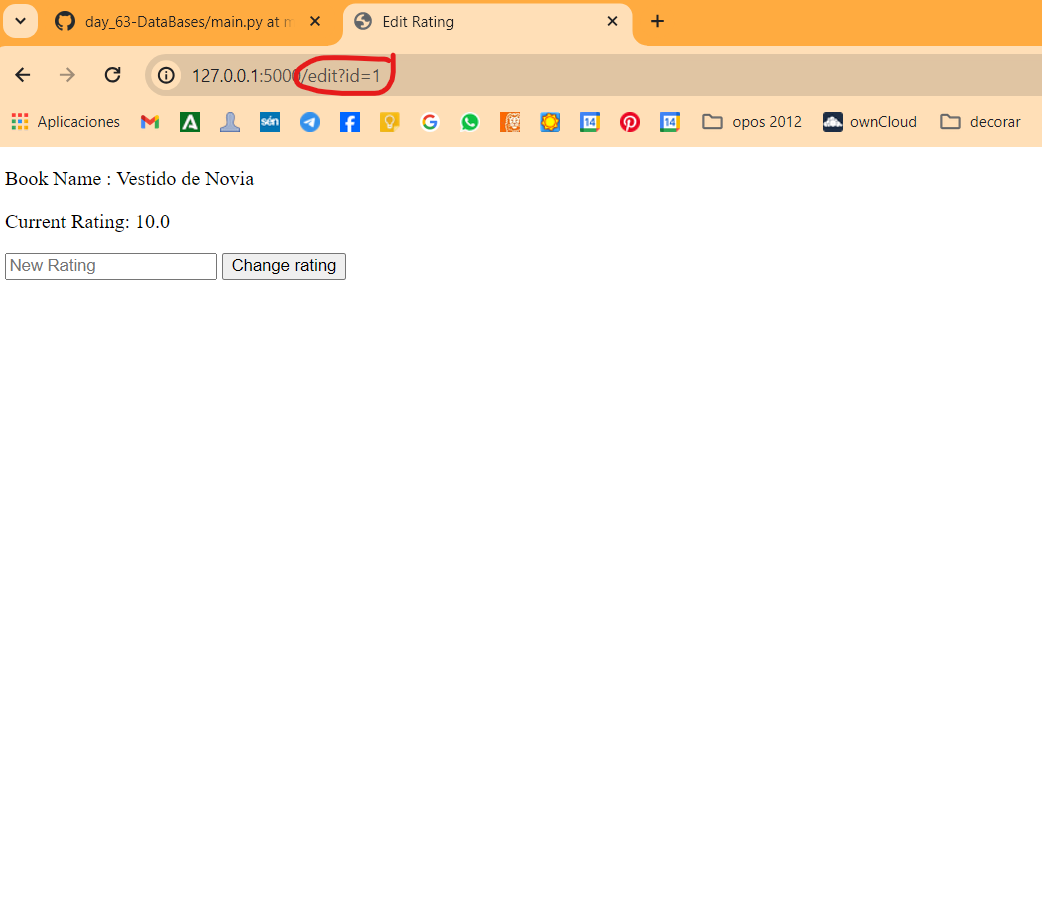 day_63-DataBases/main.py at m
Edit Rating
127.0.0.1:5000/edit?id=1
Aplicaciones sén 14 14 opos 2012 ownCloud decorar
Book Name : Vestido de Novia
Current Rating: 10.0
New Rating Change rating